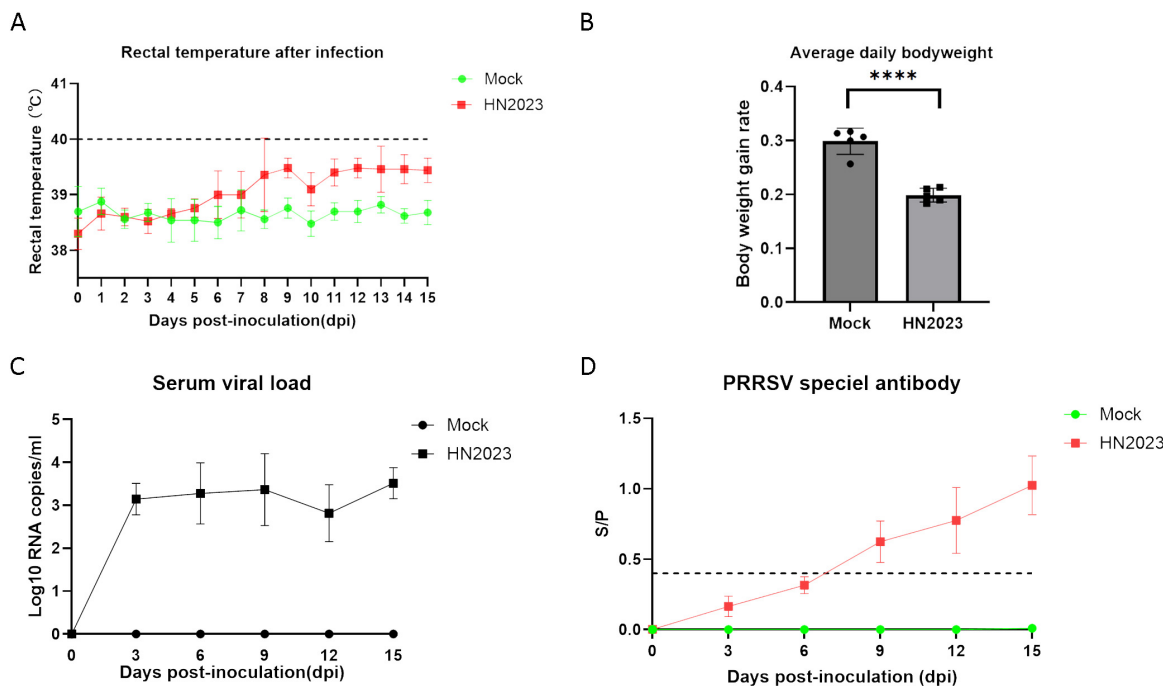 A
Rectal temperature after infection
Mock
HN2023
41
40
39
38
Rectal temperature (℃)
0 1 2 3 4 5 6 7 8 9 10 11 12 13 14 15
Days post-inoculation(dpi)
B
Average daily bodyweight
****
0.4
0.3
0.2
0.1
0.0
Body weight gain rate
Mock HN2023
C
Serum viral load
Mock
HN2023
5
4
3
2
1
0
Log10 RNA copies/ml
0 3 6 9 12 15
Days post-inoculation(dpi)
D
PRRSV speciel antibody
Mock
HN2023
1.5
1.0
0.5
0.0
S/P
0 3 6 9 12 15
Days post-inoculation (dpi)